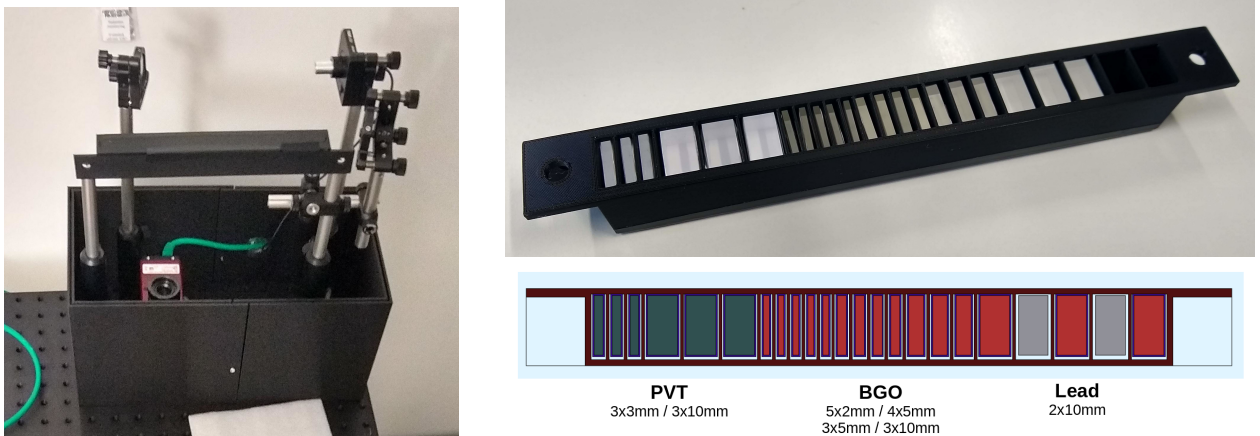 PVT
3x3mm / 3x10mm
BGO
5x2mm / 4x5mm
3x5mm / 3x10mm
Lead
2x10mm